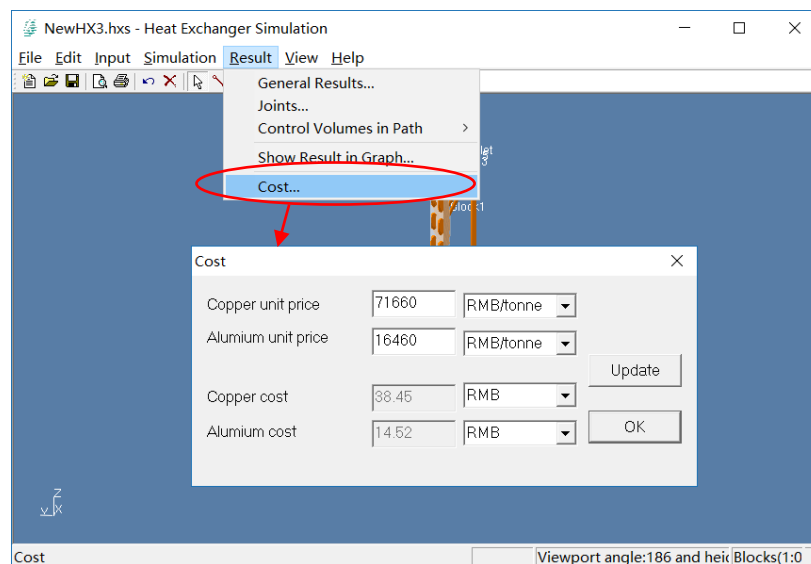 NewHX3.hxs - Heat Exchanger Simulation
File Edit Input Simulation Result View Help
General Results...
Joints...
Control Volumes in Path
Show Result in Graph...
Cost...
Block1
Cost
Copper unit price 71660 RMB/tonne
Alumium unit price 16460 RMB/tonne
Update
Copper cost 38.45 RMB
Alumium cost 14.52 RMB
OK
Z
Y X
Cost Viewport angle:186 and heic Blocks(1:0